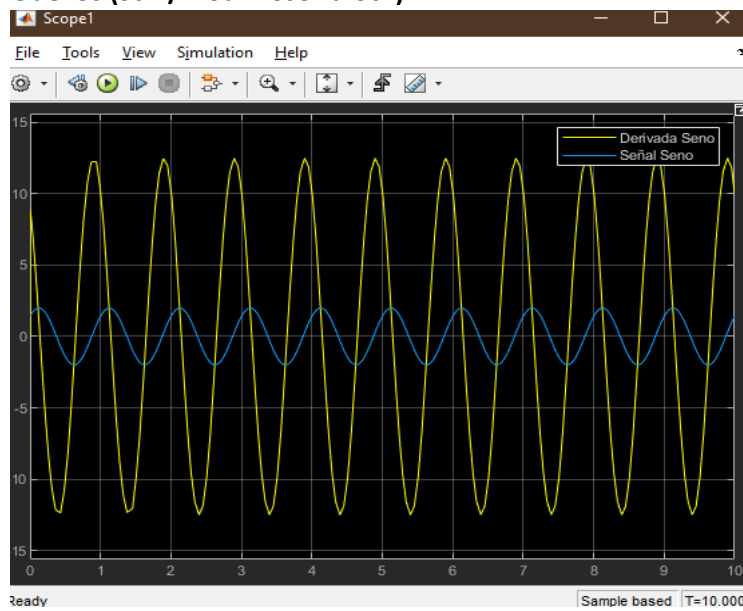 Scope1
File Tools View Simulation Help
15
Derivada Seno
Señal Seno
10
5
0
-5
10
15
0 1 2 3 4 5 6 7 8 9 10
Ready Sample based T=10.000